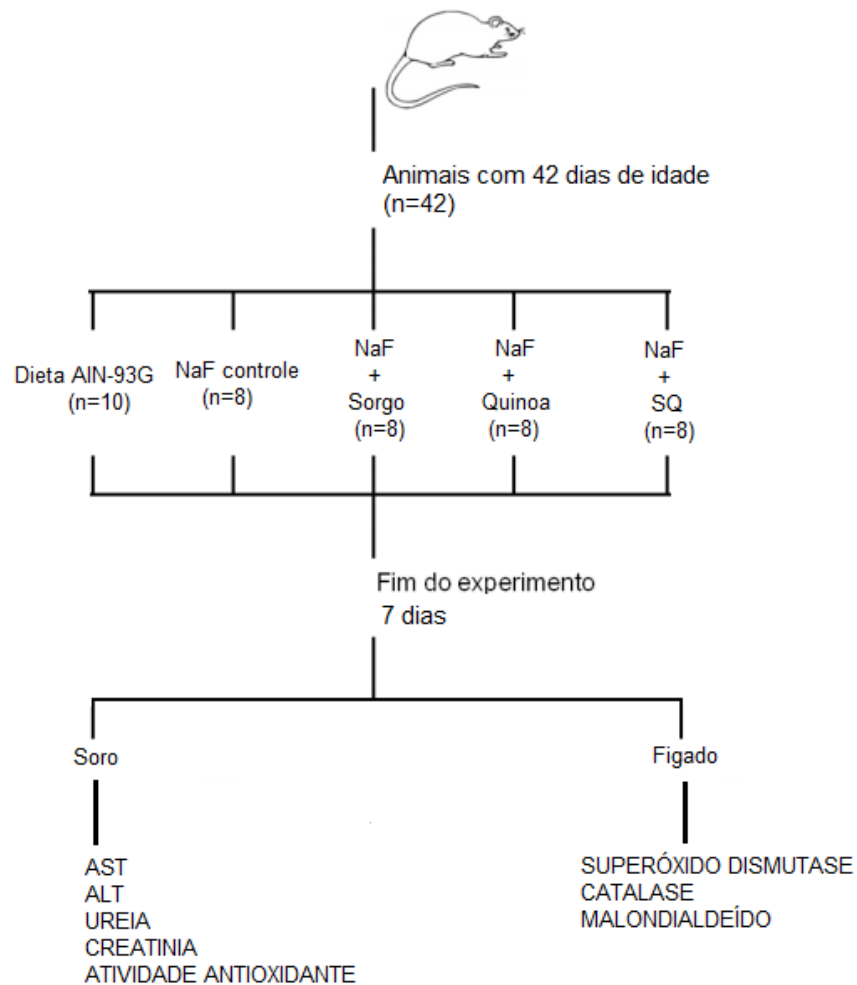 Animais com 42 dias de idade
(n=42)
Dieta AIN-93G
(n=10)
NaF controle
(n=8)
NaF
+
Sorgo
(n=8)
NaF
+
Quinoa
(n=8)
NaF
+
SQ
(n=8)
Fim do experimento
7 dias
Soro
Figado
AST
ALT
UREIA
CREATINIA
ATIVIDADE ANTIOXIDANTE
SUPERÓXIDO DISMUTASE
CATALASE
MALONDIALDEÍDO